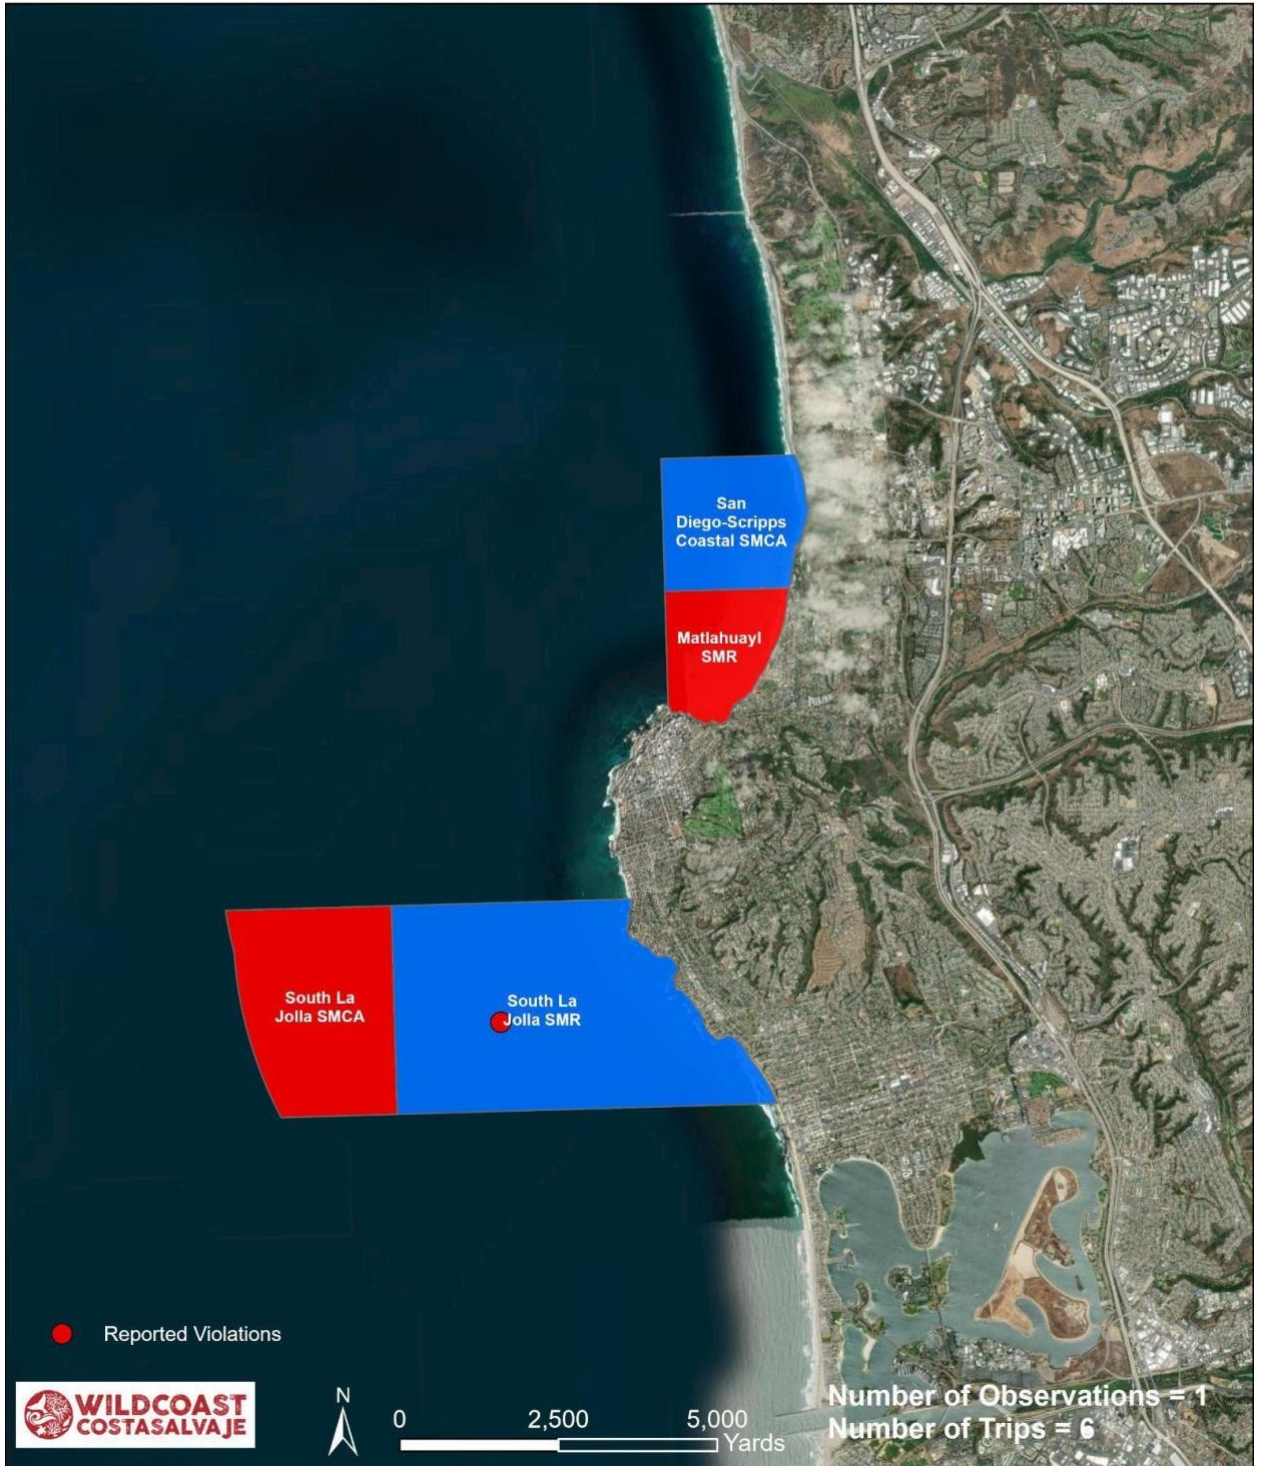 San
Diego-Scripps
Coastal SMCA
Matlahuayl
SMR
South La
Jolla SMCA
South La
Jolla SMR
Reported Violations
WILDCOAST
COSTASALVAJE
N
0 2,500 5,000
Yards
Number of Observations = 1
Number of Trips = 6